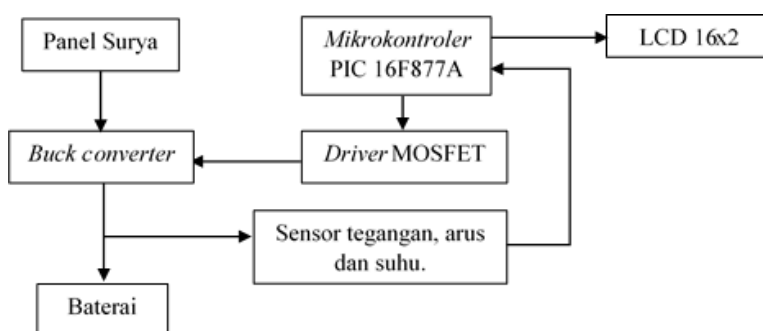 Panel Surya
Mikrokontroler
PIC 16F877A
LCD 16x2
Buck converter
Driver MOSFET
Sensor tegangan, arus
dan suhu.
Baterai